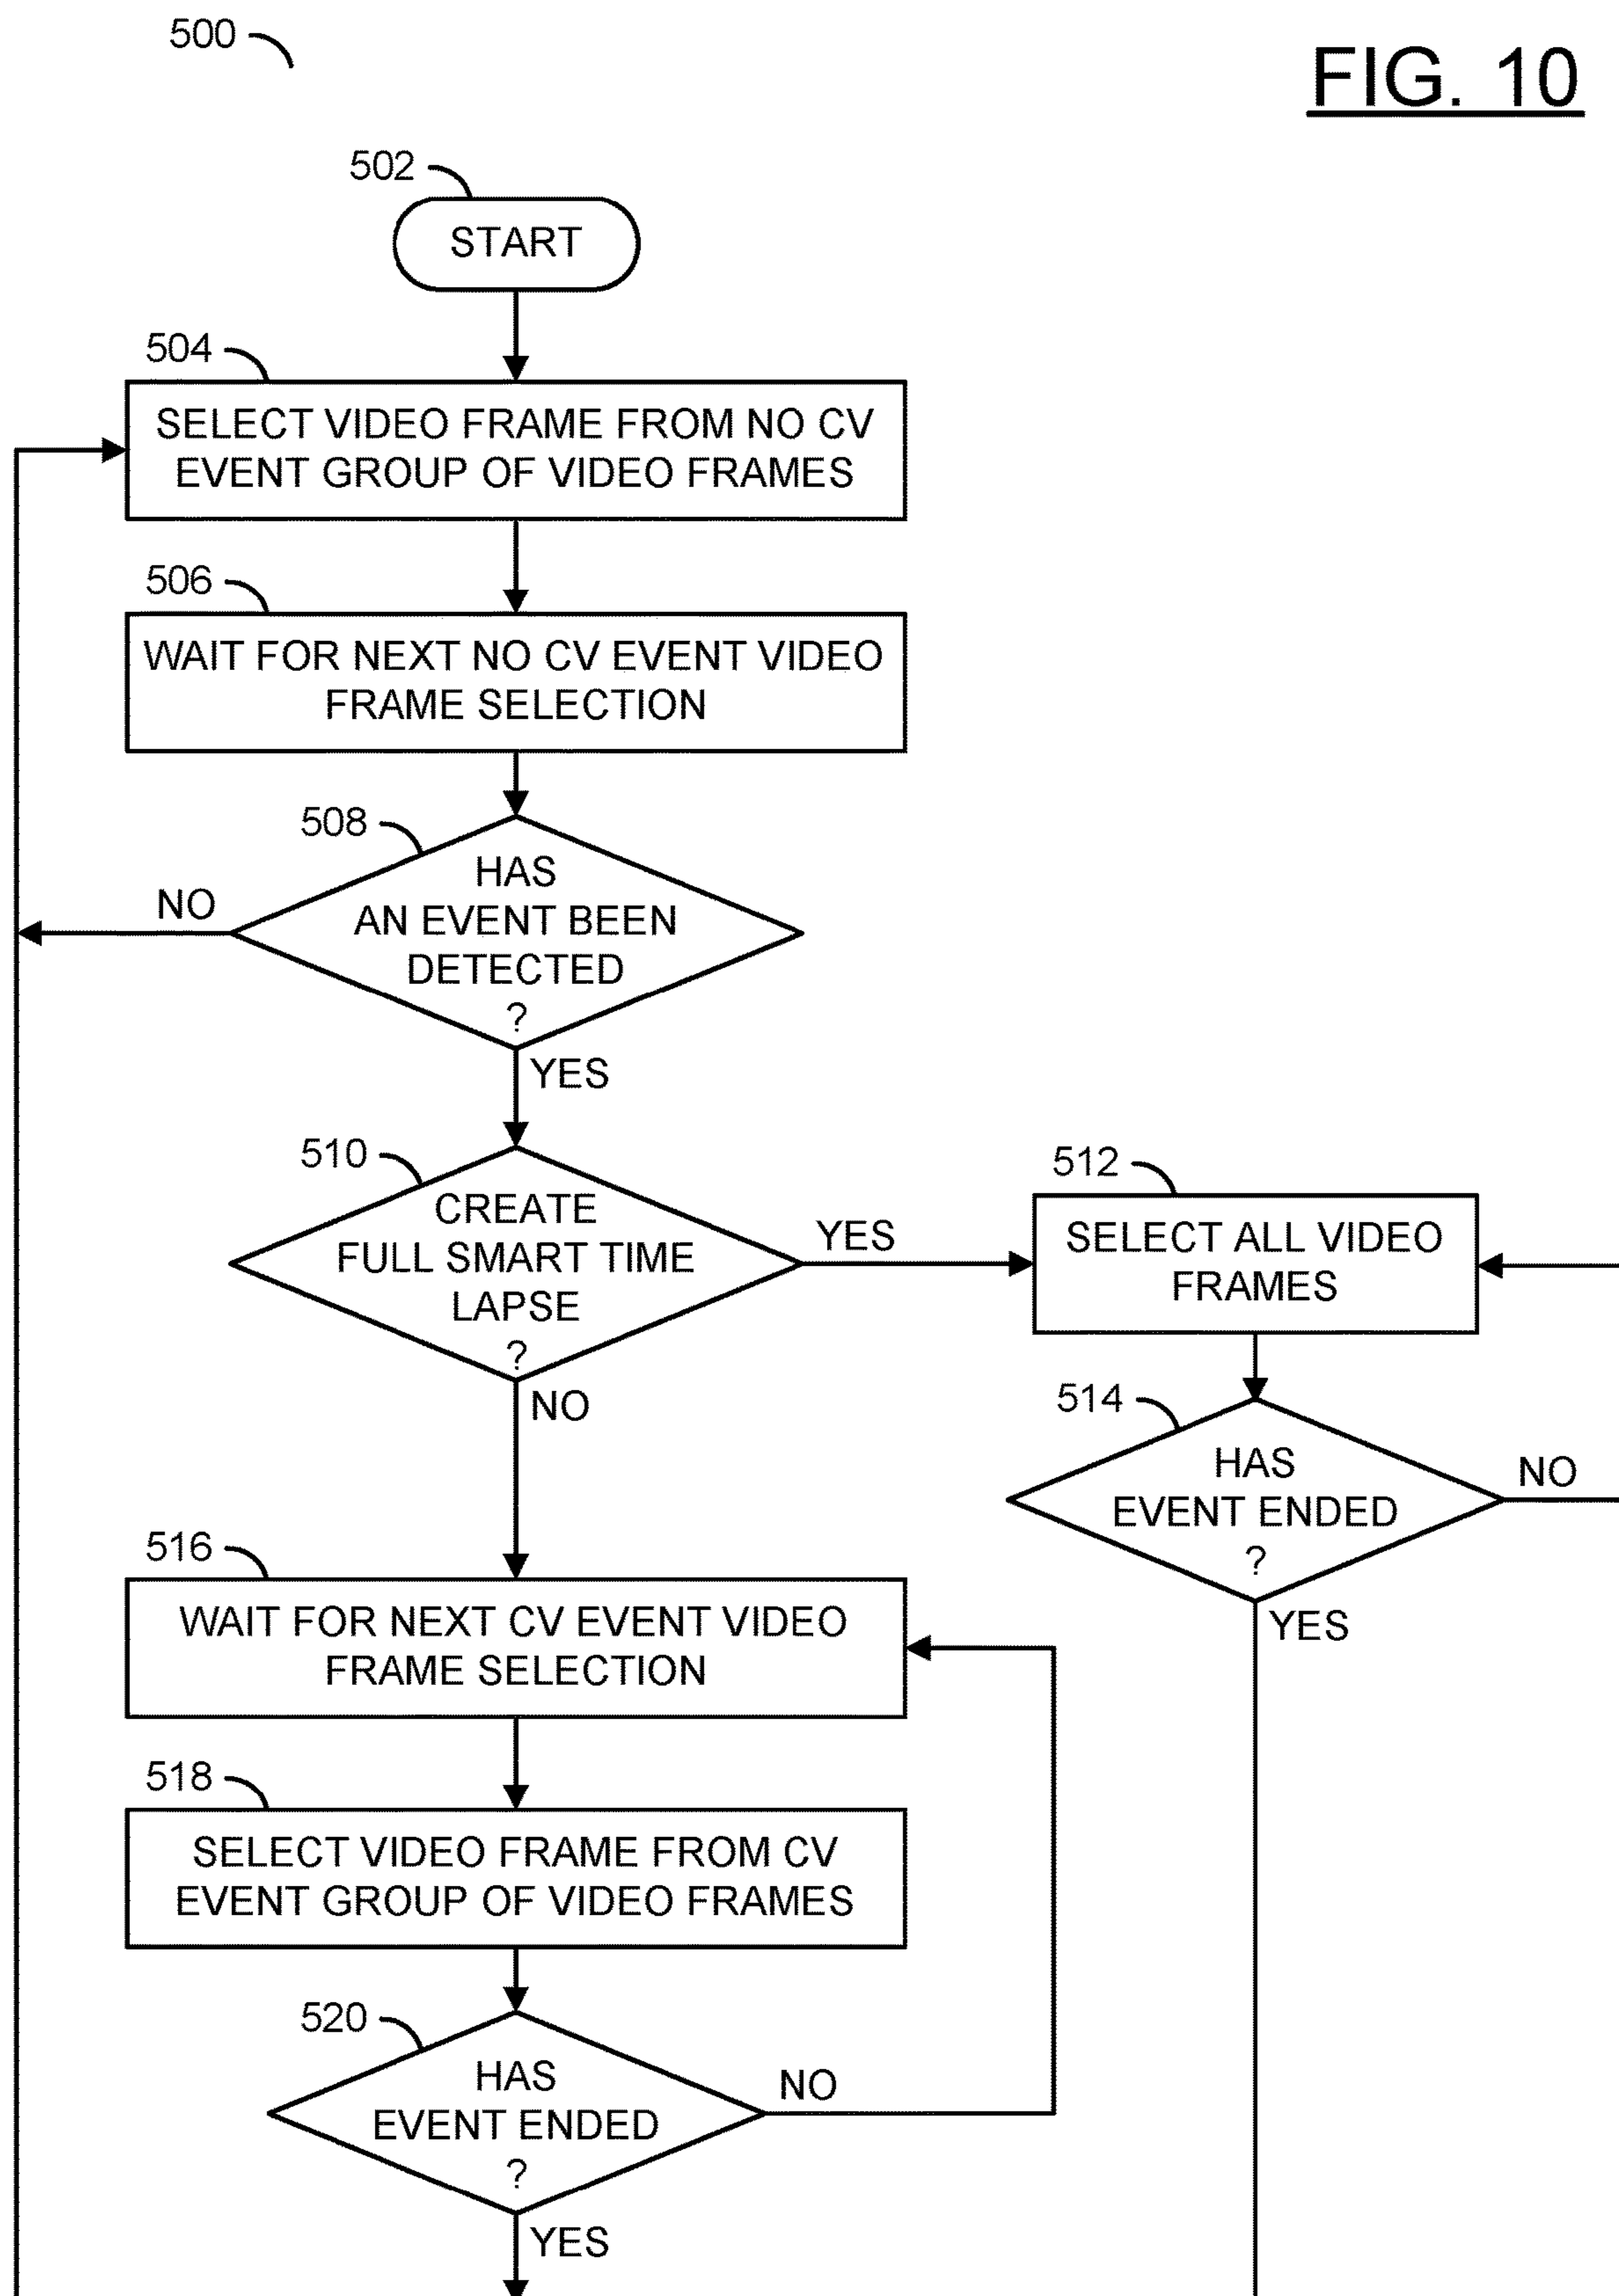 500
FIG. 10
502
START
504
SELECT VIDEO FRAME FROM NO CV
EVENT GROUP OF VIDEO FRAMES
506
WAIT FOR NEXT NO CV EVENT VIDEO
FRAME SELECTION
508
HAS
AN EVENT BEEN
DETECTED
?
NO
YES
510
CREATE
FULL SMART TIME
LAPSE
?
YES
NO
512
SELECT ALL VIDEO
FRAMES
514
HAS
EVENT ENDED
?
NO
YES
516
WAIT FOR NEXT CV EVENT VIDEO
FRAME SELECTION
518
SELECT VIDEO FRAME FROM CV
EVENT GROUP OF VIDEO FRAMES
520
HAS
EVENT ENDED
?
NO
YES